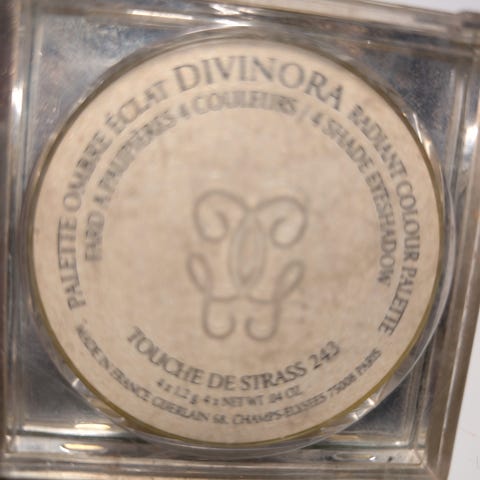 PALETTE OMBRE ÉCLAT DIVINORA RADIANT COLOUR PALETTE
FARD A PAUPIÈRES 4 COULEURS / 4 SHADE EYESHADOW
TOUCHE DE STRASS 243
4 x 1,2 g 4 x NET WT .04 OZ.
MADE IN FRANCE GUERLAIN 68, CHAMPS-ELYSÉES 75008 PARIS